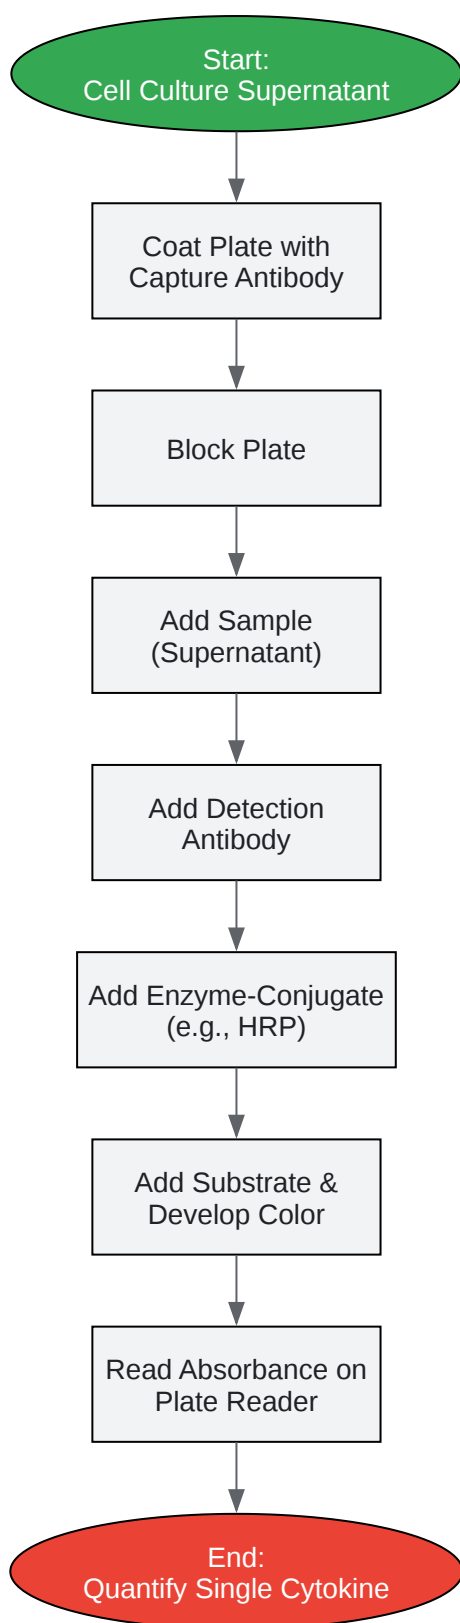 Start:
Cell Culture Supernatant
Coat Plate with
Capture Antibody
Block Plate
Add Sample
(Supernatant)
Add Detection
Antibody
Add Enzyme-Conjugate
(e.g., HRP)
Add Substrate &
Develop Color
Read Absorbance on
Plate Reader
End:
Quantify Single Cytokine